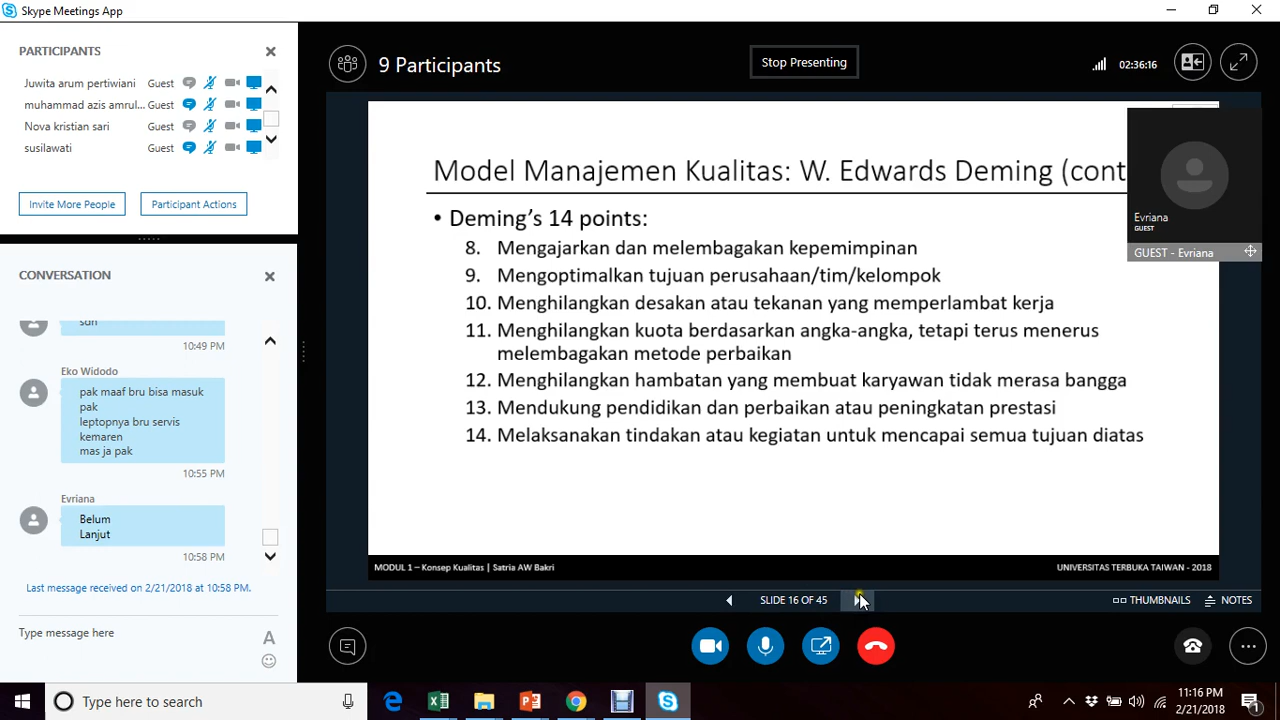 Skype Meetings App
PARTICIPANTS
Juwita arum pertiwiani Guest
muhammad azis amrul... Guest
Nova kristian sari Guest
susilawati Guest
Invite More People Participant Actions
CONVERSATION
sdh
10:49 PM
Eko Widodo
pak maaf bru bisa masuk
pak
leptopnya bru servis
kemaren
mas ja pak
10:55 PM
Evriana
Belum
Lanjut
10:58 PM
Last message received on 2/21/2018 at 10:58 PM.
Type message here
9 Participants
Stop Presenting
02:36:16
Model Manajemen Kualitas: W. Edwards Deming (cont
• Deming's 14 points:
8. Mengajarkan dan melembagakan kepemimpinan
9. Mengoptimalkan tujuan perusahaan/tim/kelompok
10. Menghilangkan desakan atau tekanan yang memperlambat kerja
11. Menghilangkan kuota berdasarkan angka-angka, tetapi terus menerus
melembagakan metode perbaikan
12. Menghilangkan hambatan yang membuat karyawan tidak merasa bangga
13. Mendukung pendidikan dan perbaikan atau peningkatan prestasi
14. Melaksanakan tindakan atau kegiatan untuk mencapai semua tujuan diatas
MODUL 1 – Konsep Kualitas | Satria AW Bakri
UNIVERSITAS TERBUKA TAIWAN - 2018
Evriana
GUEST
GUEST - Evriana
SLIDE 16 OF 45
THUMBNAILS NOTES
Type here to search
11:16 PM
2/21/2018